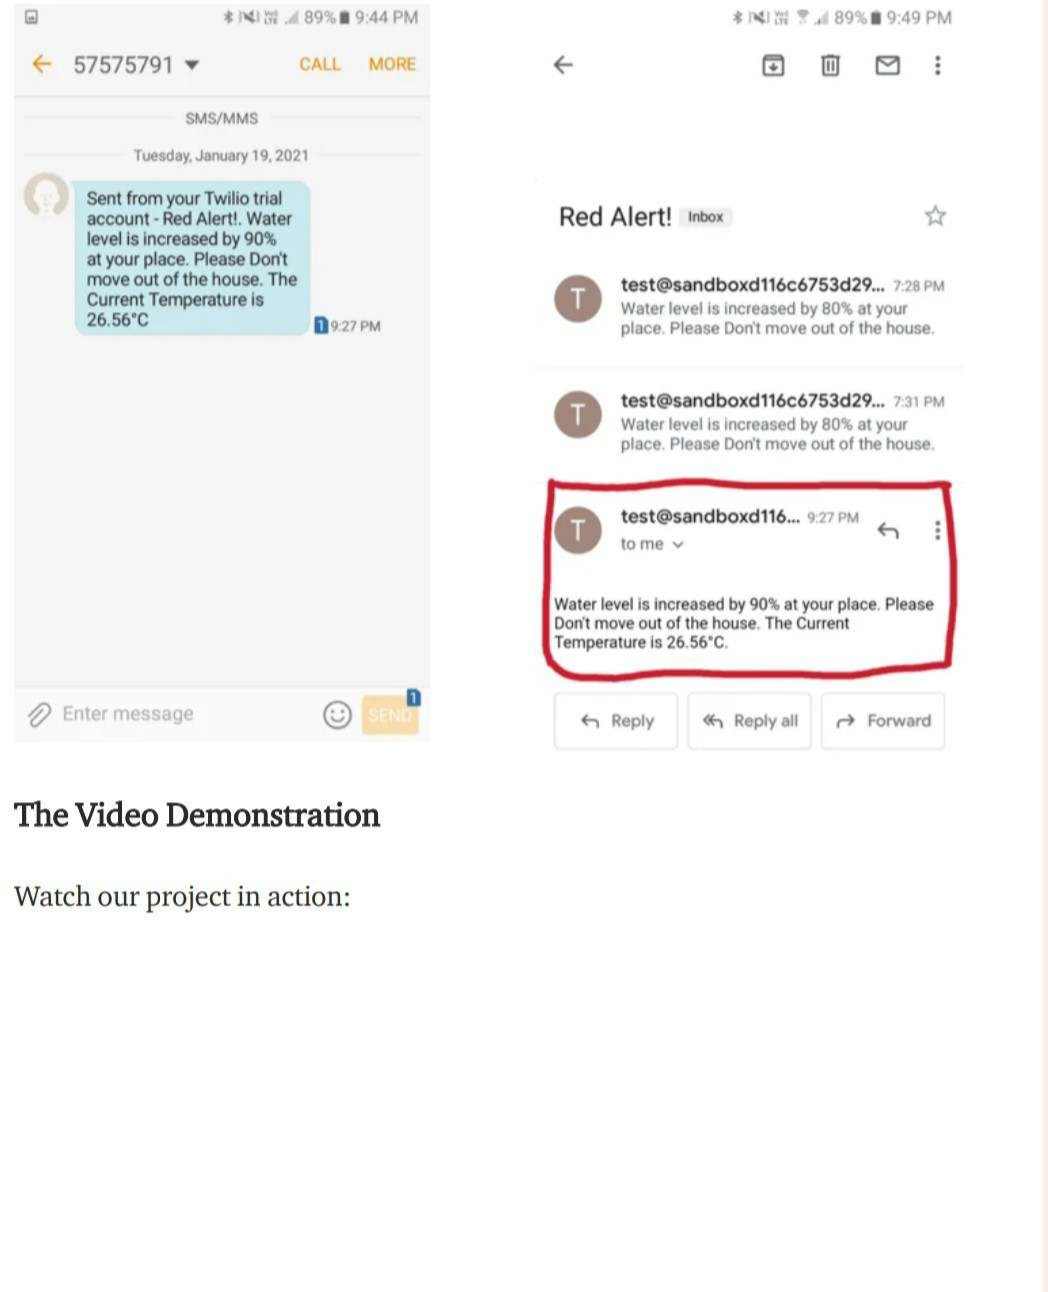 89% 9:44 PM
57575791 CALL MORE
SMS/MMS
Tuesday, January 19, 2021
Sent from your Twilio trial
account - Red Alert!. Water
level is increased by 90%
at your place. Please Don't
move out of the house. The
Current Temperature is
26.56°C
1 9:27 PM
Enter message
SEND
1
89% 9:49 PM
Red Alert! Inbox
T
test@sandboxd116c6753d29... 7:28 PM
Water level is increased by 80% at your
place. Please Don't move out of the house.
T
test@sandboxd116c6753d29... 7:31 PM
Water level is increased by 80% at your
place. Please Don't move out of the house.
T
test@sandboxd116... 9:27 PM
to me
Water level is increased by 90% at your place. Please
Don't move out of the house. The Current
Temperature is 26.56°C.
Reply Reply all Forward
The Video Demonstration
Watch our project in action: